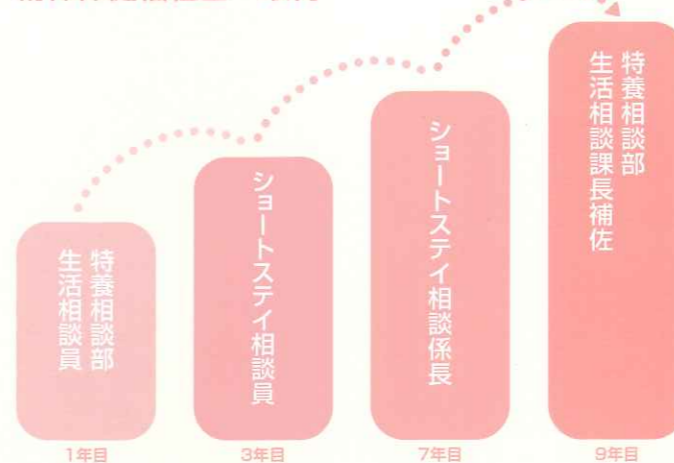 特養相談部
生活相談員
1年目
ショートステイ相談員
3年目
ショートステイ相談係長
7年目
特養相談部
生活相談課長補佐
9年目